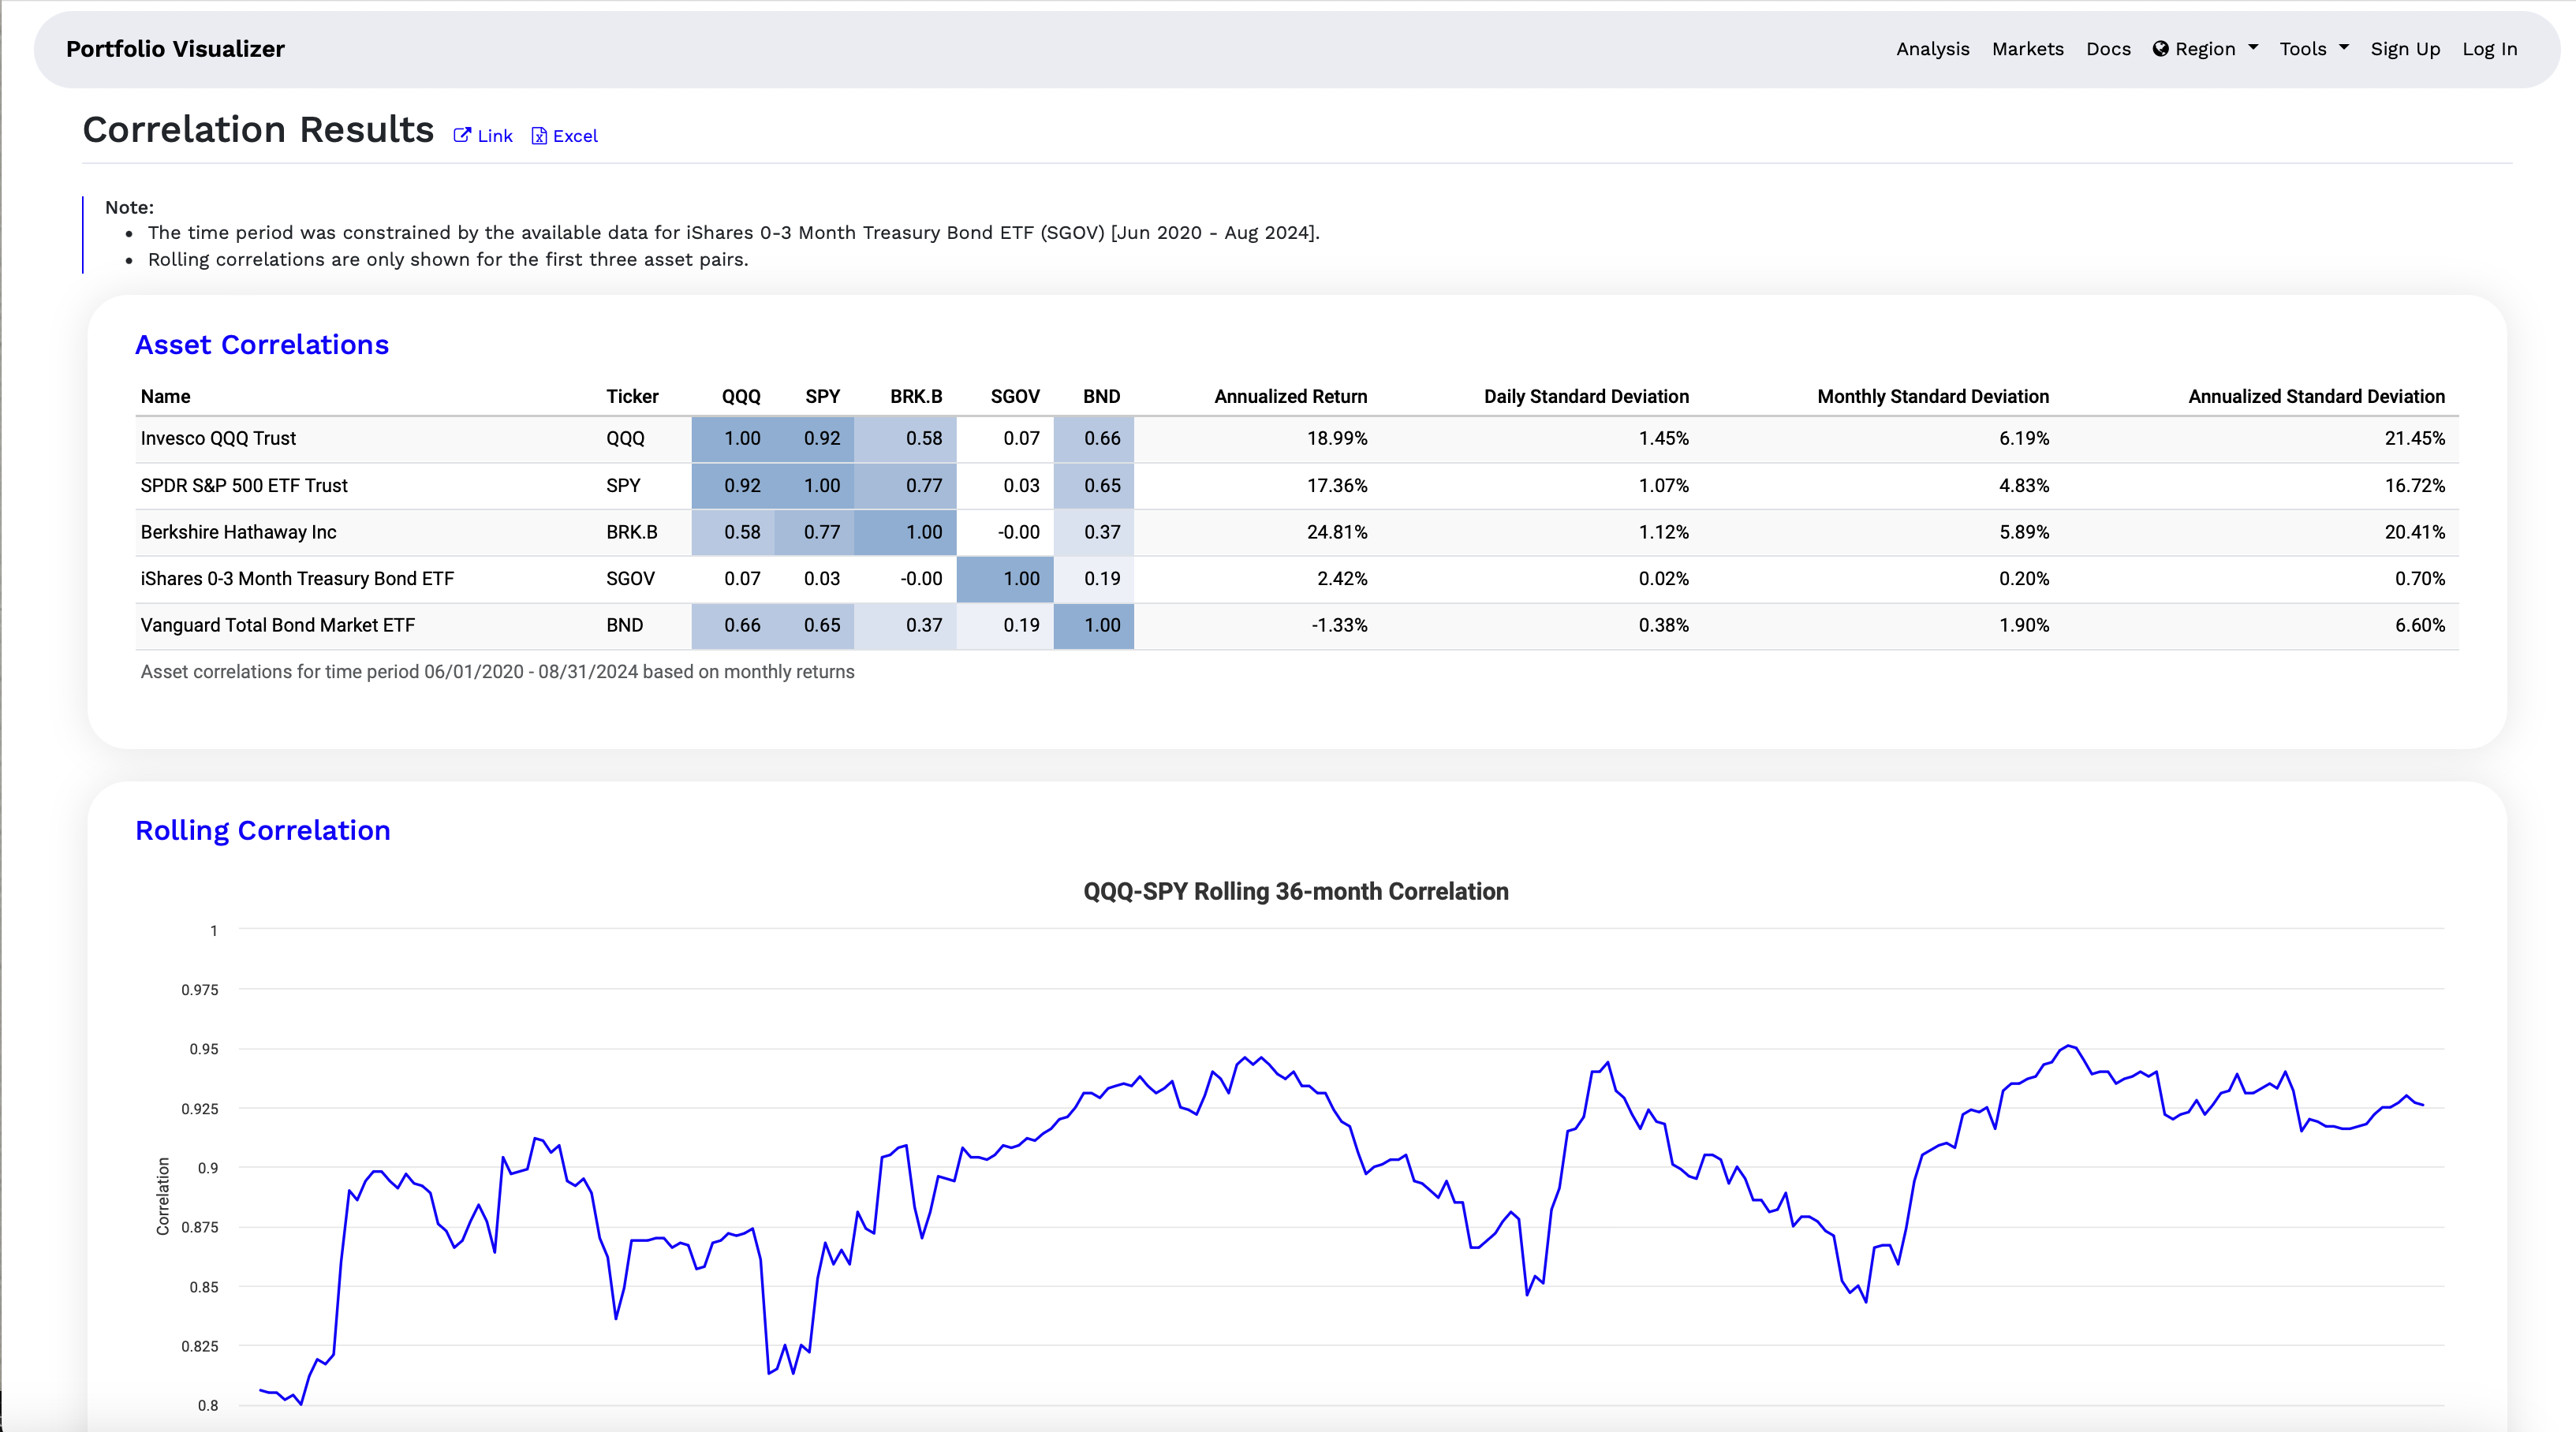 Portfolio Visualizer
Analysis Markets Docs Region Tools Sign Up Log In
Correlation Results Link Excel
Note:
The time period was constrained by the available data for iShares 0-3 Month Treasury Bond ETF (SGOV) [Jun 2020 - Aug 2024].
Rolling correlations are only shown for the first three asset pairs.
Asset Correlations
Name Ticker QQQ SPY BRK.B SGOV BND Annualized Return Daily Standard Deviation Monthly Standard Deviation Annualized Standard Deviation
Invesco QQQ Trust QQQ 1.00 0.92 0.58 0.07 0.66 18.99% 1.45% 6.19% 21.45%
SPDR S&P 500 ETF Trust SPY 0.92 1.00 0.77 0.03 0.65 17.36% 1.07% 4.83% 16.72%
Berkshire Hathaway Inc BRK.B 0.58 0.77 1.00 -0.00 0.37 24.81% 1.12% 5.89% 20.41%
iShares 0-3 Month Treasury Bond ETF SGOV 0.07 0.03 -0.00 1.00 0.19 2.42% 0.02% 0.20% 0.70%
Vanguard Total Bond Market ETF BND 0.66 0.65 0.37 0.19 1.00 -1.33% 0.38% 1.90% 6.60%
Asset correlations for time period 06/01/2020 - 08/31/2024 based on monthly returns
Rolling Correlation
QQQ-SPY Rolling 36-month Correlation
Correlation
1
0.975
0.95
0.925
0.9
0.875
0.85
0.825
0.8